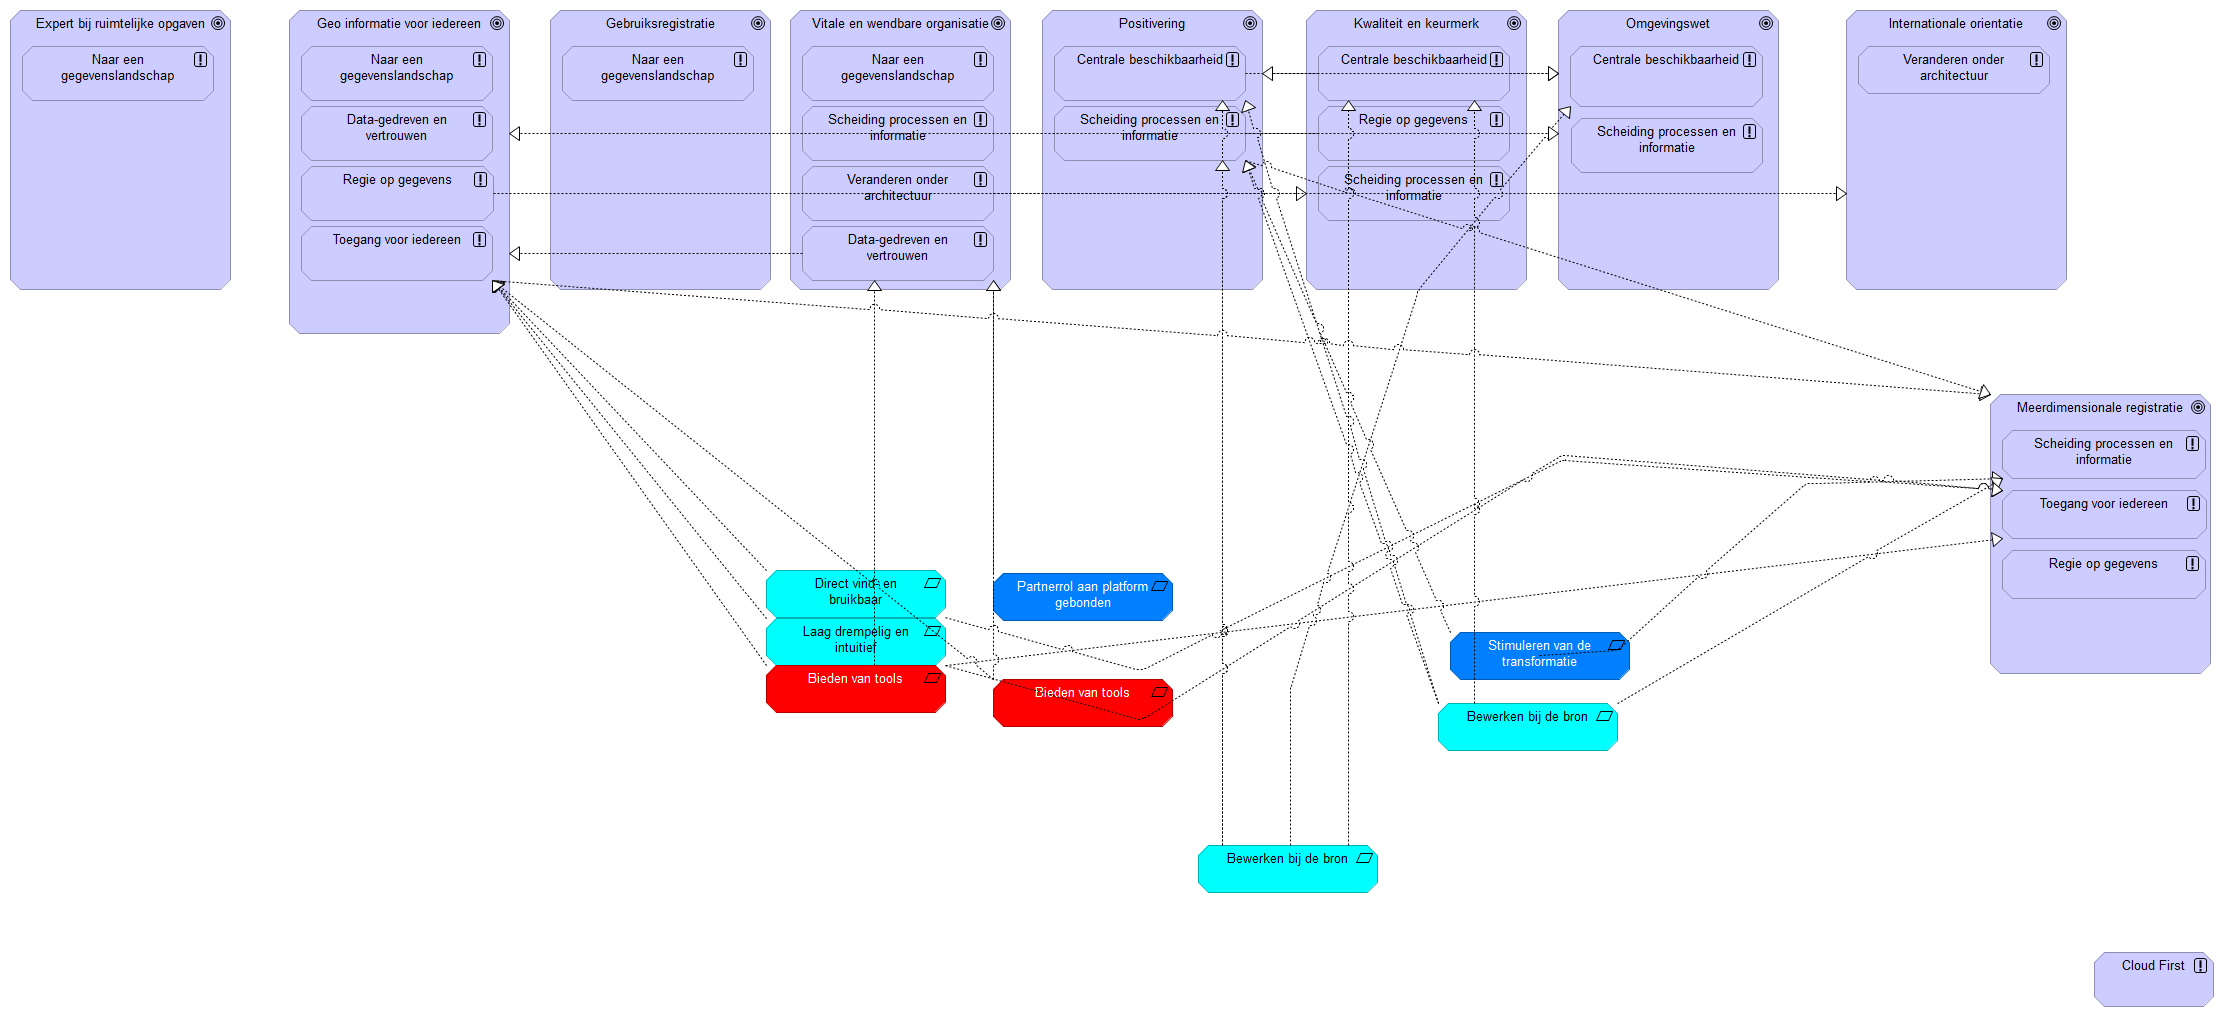 Expert bij ruimtelijke opgaven
Naar een
gegevenslandschap
Geo informatie voor iedereen
Naar een
gegevenslandschap
Data-gedreven en
vertrouwen
Regie op gegevens
Toegang voor iedereen
Gebruiksregistratie
Naar een
gegevenslandschap
Vitale en wendbare organisatie
Naar een
gegevenslandschap
Scheiding processen en
informatie
Veranderen onder
architectuur
Data-gedreven en
vertrouwen
Positivering
Centrale beschikbaarheid
Scheiding processen en
informatie
Kwaliteit en keurmerk
Centrale beschikbaarheid
Regie op gegevens
Scheiding processen en
informatie
Omgevingswet
Centrale beschikbaarheid
Scheiding processen en
informatie
Internationale orientatie
Veranderen onder
architectuur
Meerdimensionale registratie
Scheiding processen en
informatie
Toegang voor iedereen
Regie op gegevens
Direct vind- en
bruikbaar
Laag drempelig en
intuitief
Bieden van tools
Partnerrol aan platform
gebonden
Bieden van tools
Stimuleren van de
transformatie
Bewerken bij de bron
Bewerken bij de bron
Cloud First